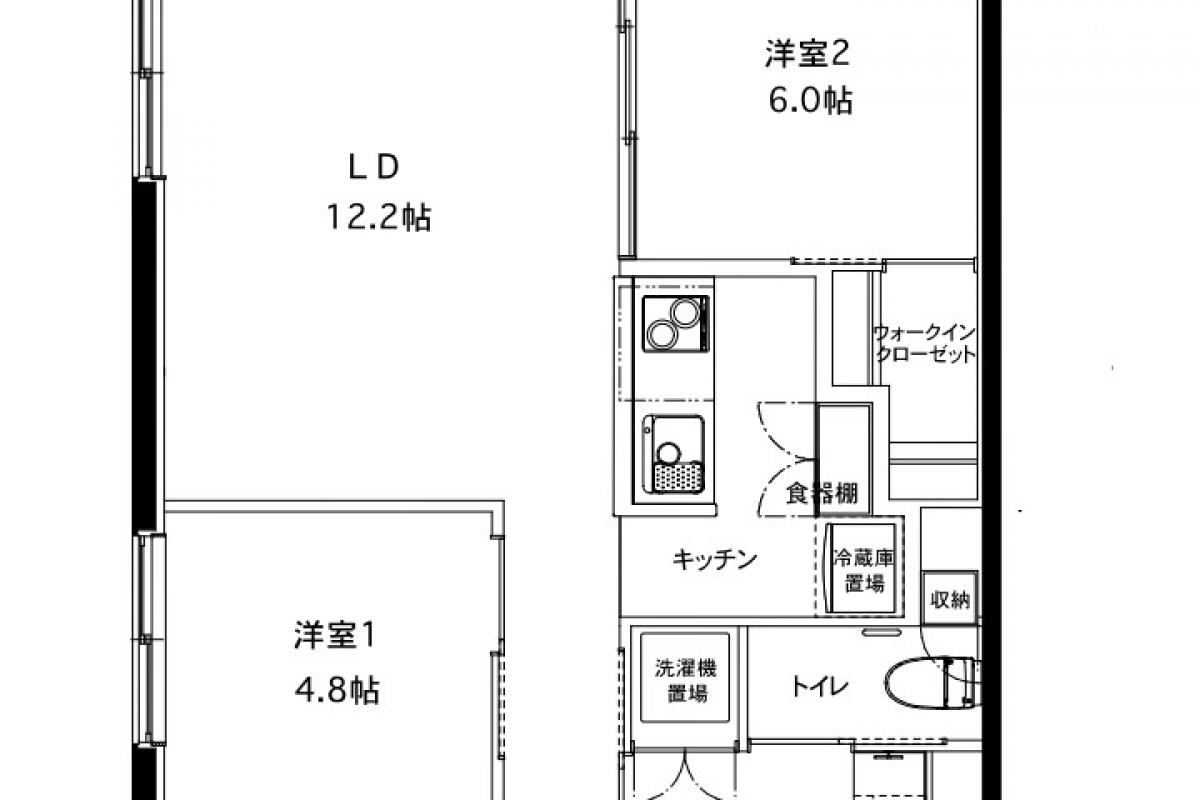 洋室2
6.0帖
LD
12.2帖
ウォークイン
クローゼット
食器棚
キッチン
冷蔵庫
置場
収納
洋室1
4.8帖
洗濯機
置場
トイレ